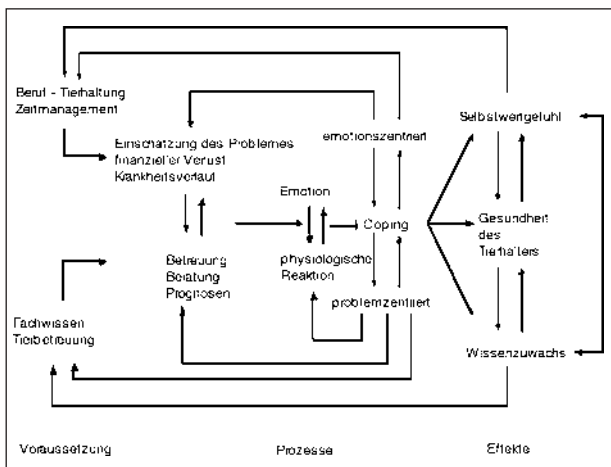 Beruf - Tierhaltung
Zeitmanagement
Einschätzung des Problemes
finanzieller Verlust
Krankheitsverlauf
emotionszentriert
Selbstwertgefühl
Emotion
Coping
Gesundheit
des
Tierhalters
Betreuung
Beratung
Prognosen
physiologische
Reaktion
problemzentriert
Fachwissen
Tierbetreuung
Wissenzuwachs
Voraussetzung
Prozesse
Effekte